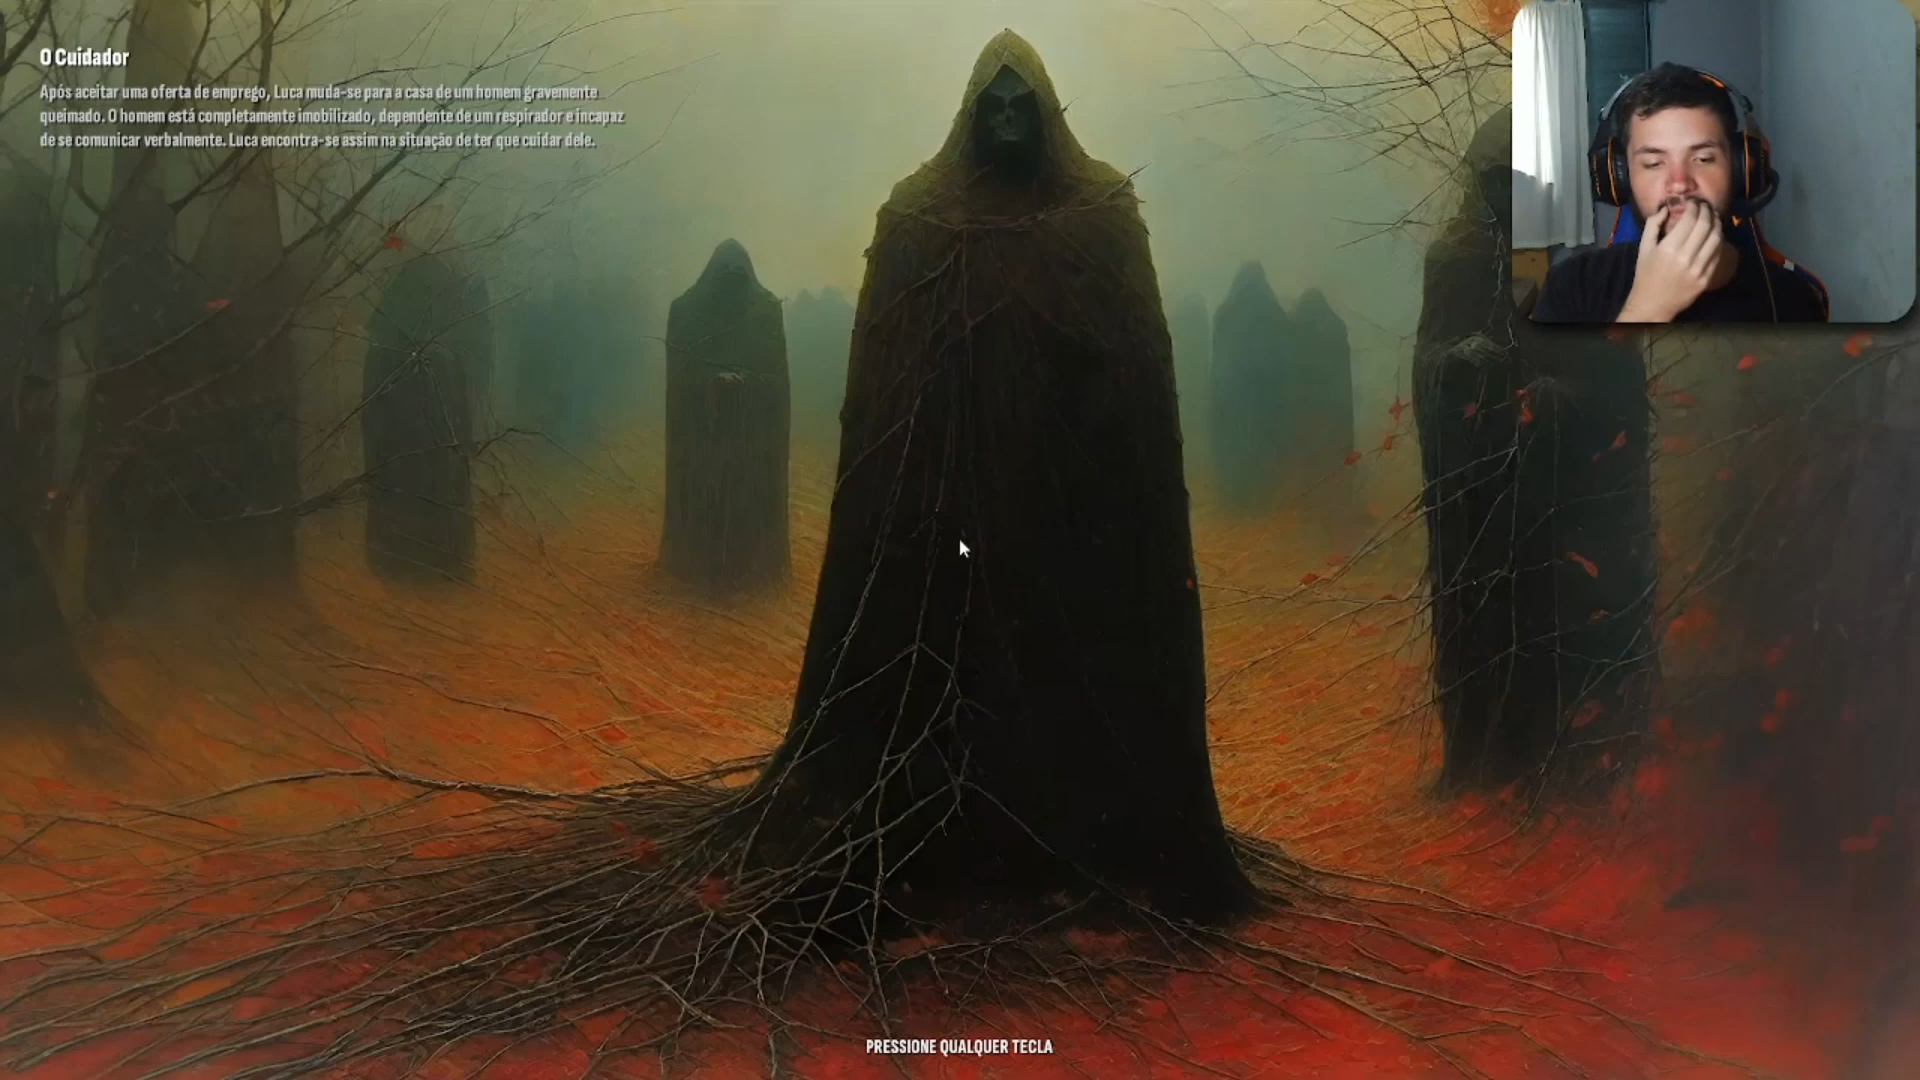 O Cuidador
Após aceitar uma oferta de emprego, Luca muda-se para a casa de um homem gravemente
queimado. O homem está completamente imobilizado, dependente de um respirador e incapaz
de se comunicar verbalmente. Luca encontra-se assim na situação de ter que cuidar dele.
PRESSIONE QUALQUER TECLA